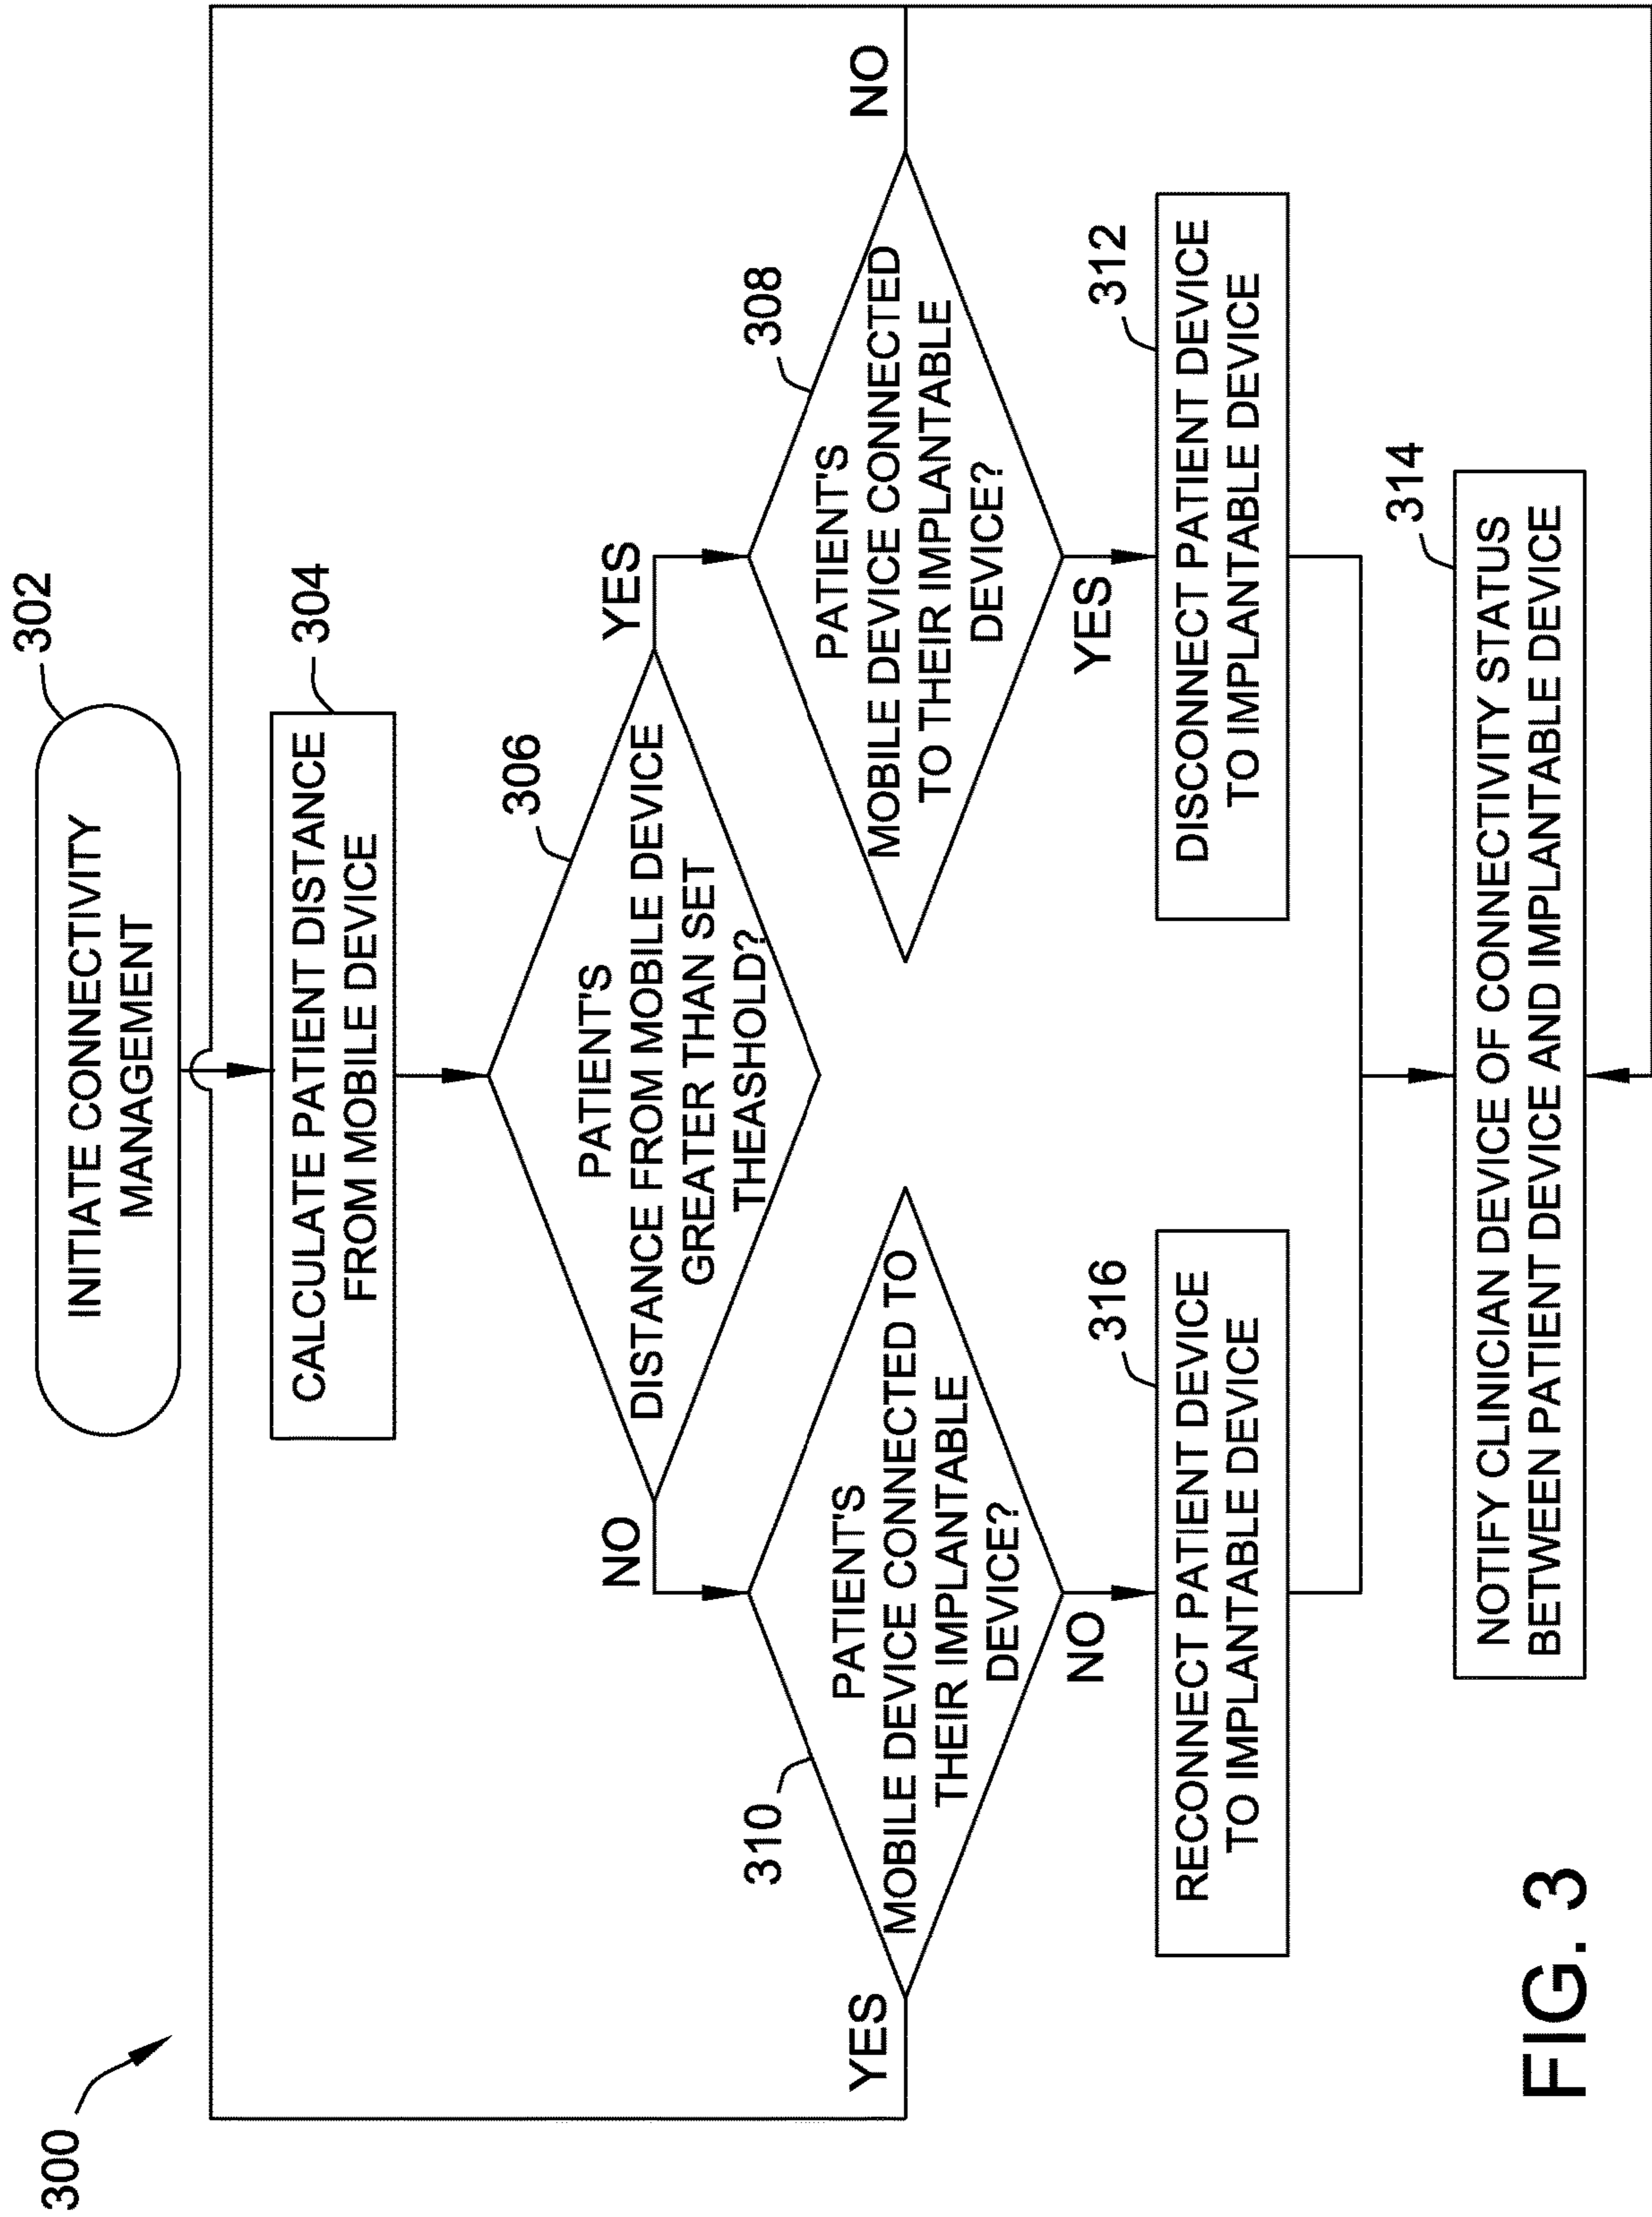 300
302
INITIATE CONNECTIVITY
MANAGEMENT
304
CALCULATE PATIENT DISTANCE
FROM MOBILE DEVICE
306
PATIENT'S
DISTANCE FROM MOBILE DEVICE
GREATER THAN SET
THEASHOLD?
NO
YES
310
PATIENT'S
MOBILE DEVICE CONNECTED TO
THEIR IMPLANTABLE
DEVICE?
YES
NO
308
PATIENT'S
MOBILE DEVICE CONNECTED
TO THEIR IMPLANTABLE
DEVICE?
NO
YES
316
RECONNECT PATIENT DEVICE
TO IMPLANTABLE DEVICE
312
DISCONNECT PATIENT DEVICE
TO IMPLANTABLE DEVICE
314
NOTIFY CLINICIAN DEVICE OF CONNECTIVITY STATUS
BETWEEN PATIENT DEVICE AND IMPLANTABLE DEVICE
FIG. 3